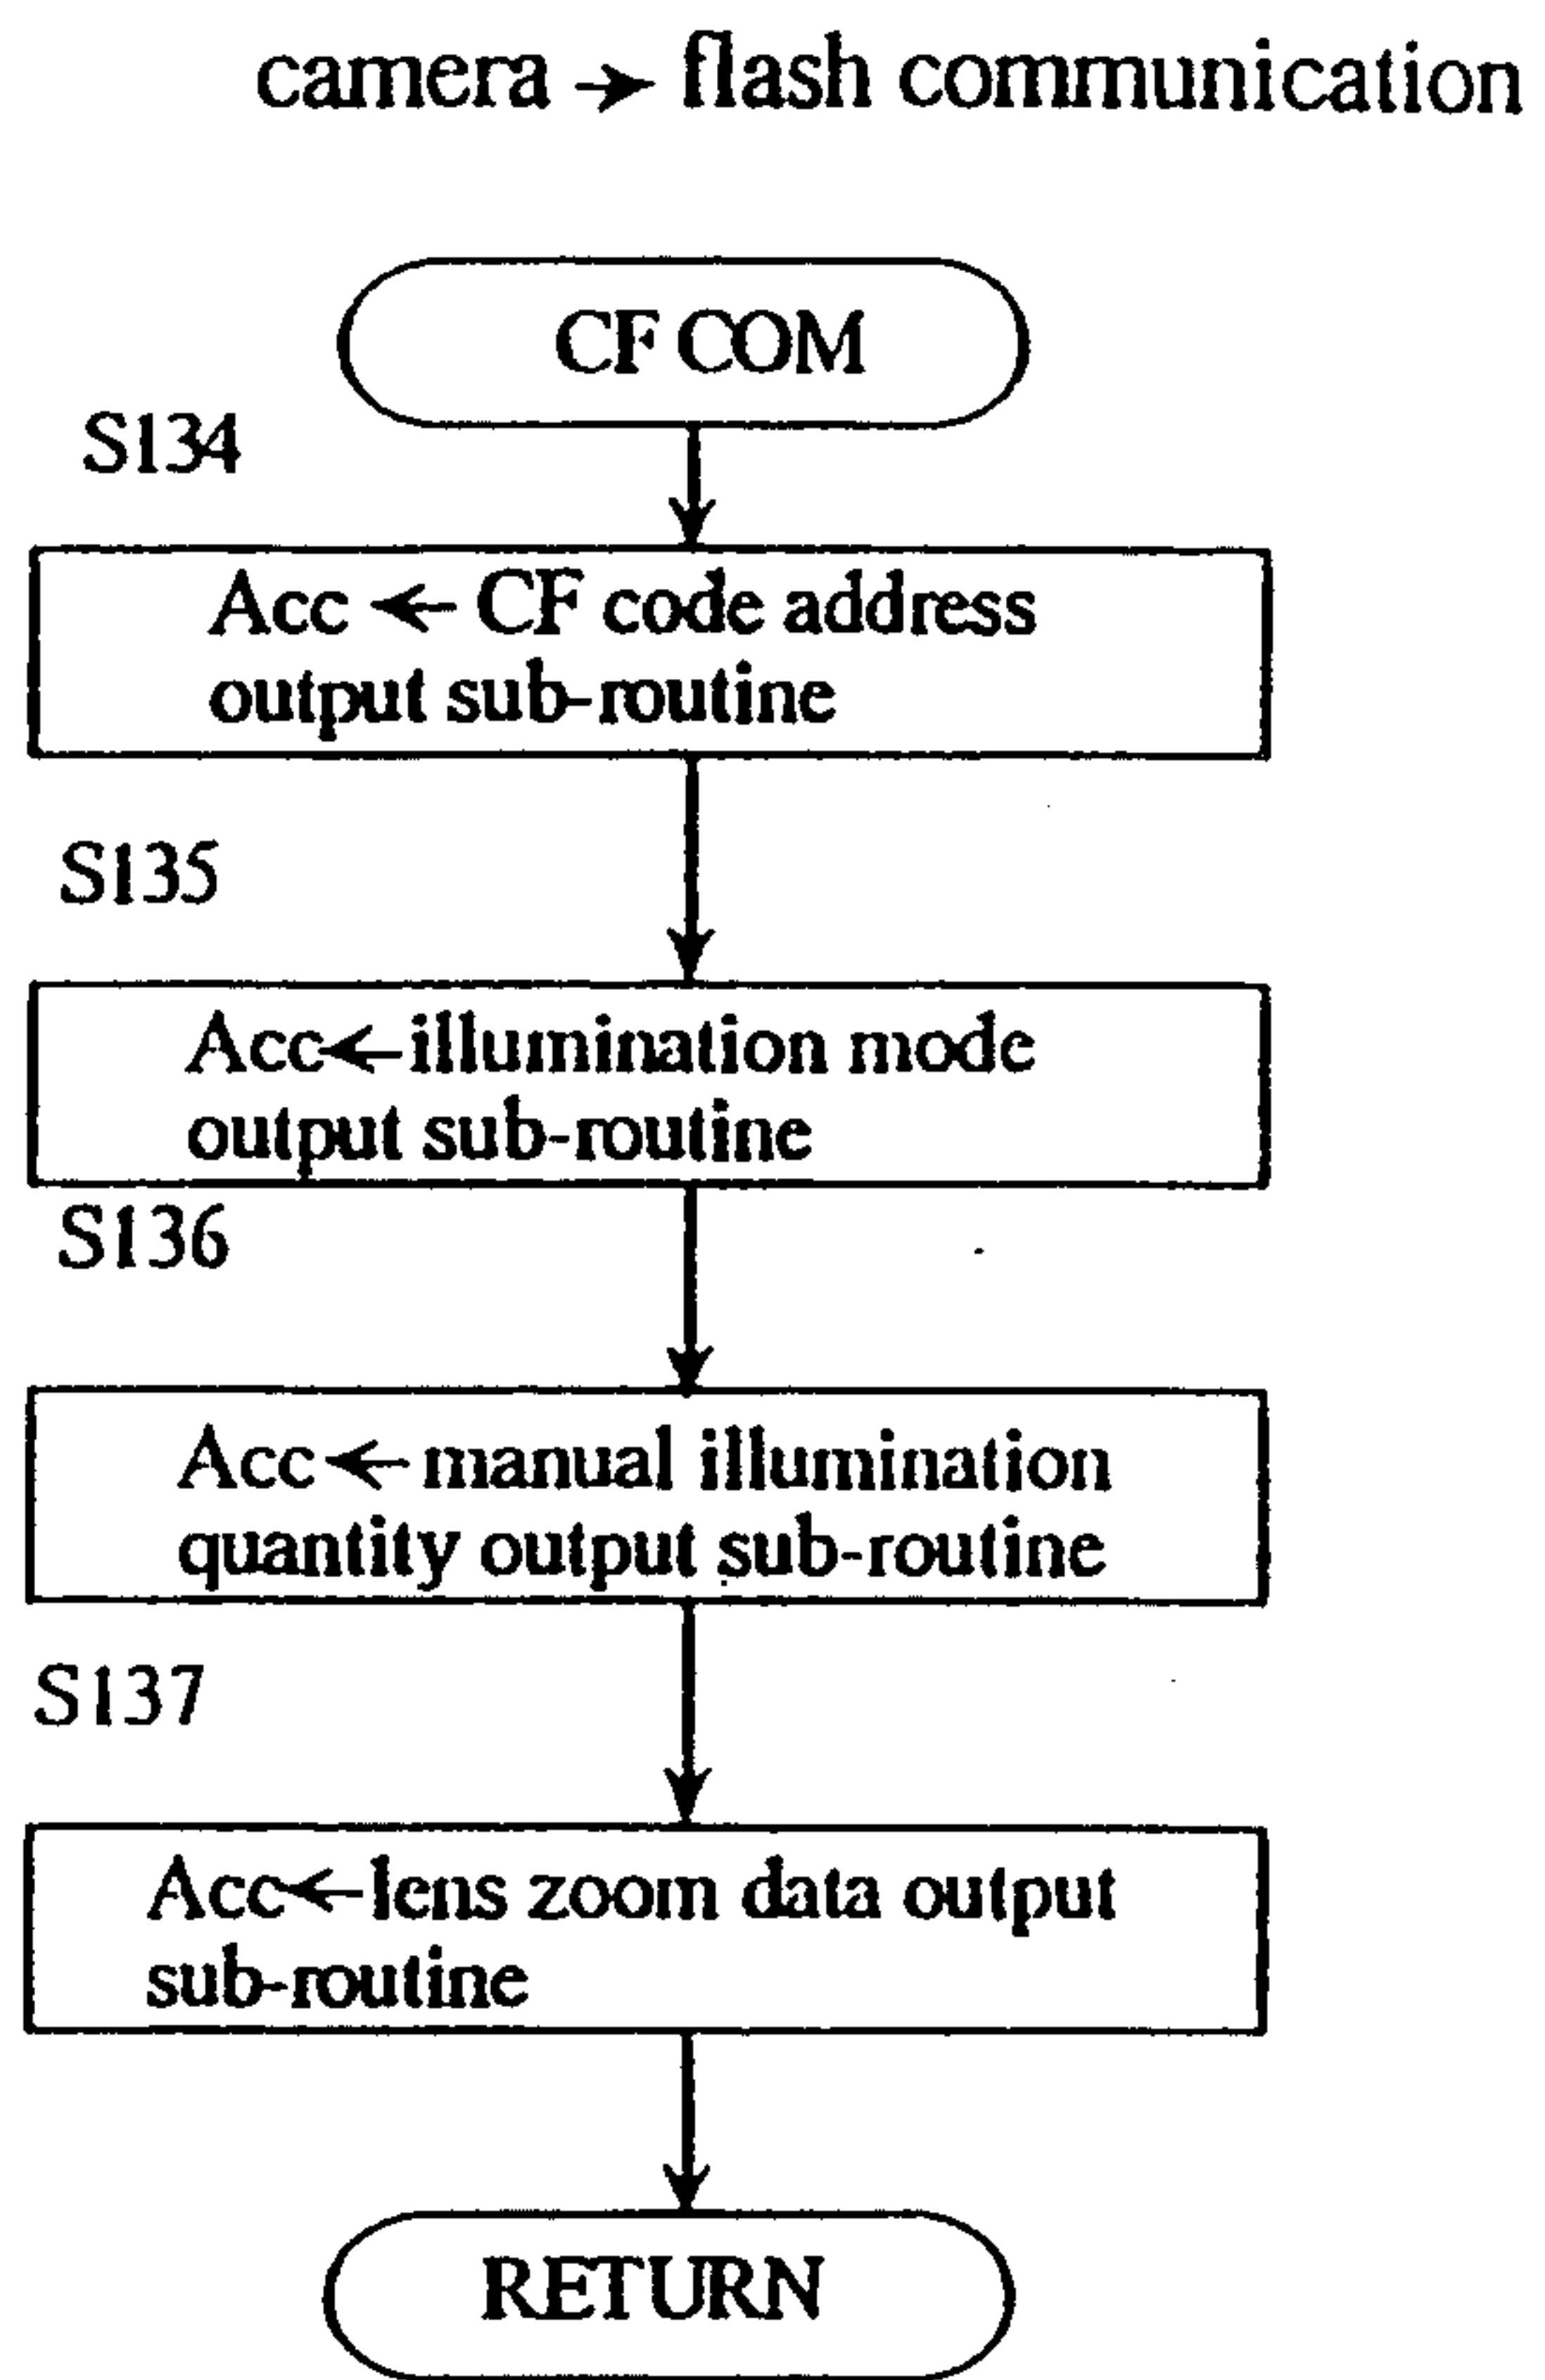 camera → flash communication
CF COM
S134
Acc ← CF code address
output sub-routine
S135
Acc ← illumination mode
output sub-routine
S136
Acc ← manual illumination
quantity output sub-routine
S137
Acc ← lens zoom data output
sub-routine
RETURN